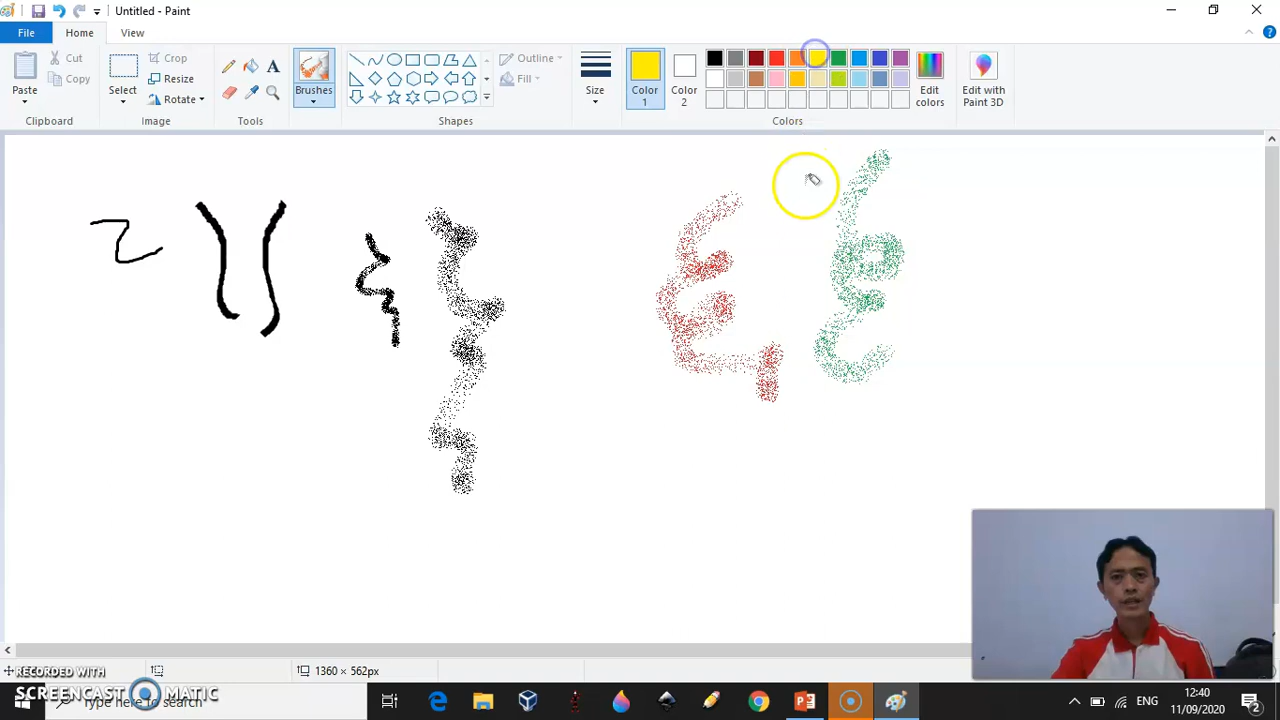 Untitled - Paint
File Home View
Paste Cut Copy Clipboard
Select Crop Resize Rotate Image
A Tools
Brushes
Shapes Outline Fill
Size
Color 1 Color 2 Edit colors Colors
Edit with Paint 3D
1360 × 562px
RECORDED WITH
SCREENCAST MATIC
Type here to search
ENG 12:40
11/09/2020 2